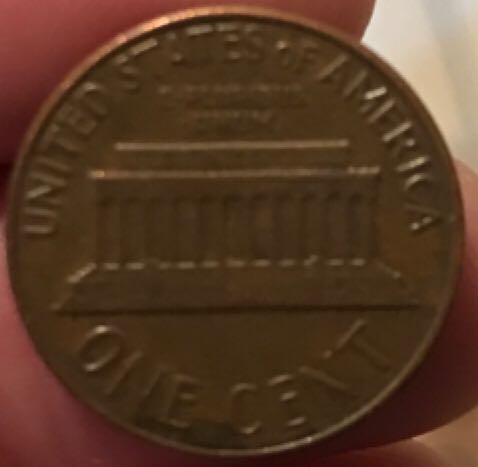 UNITED STATES OF AMERICA
ONE CENT